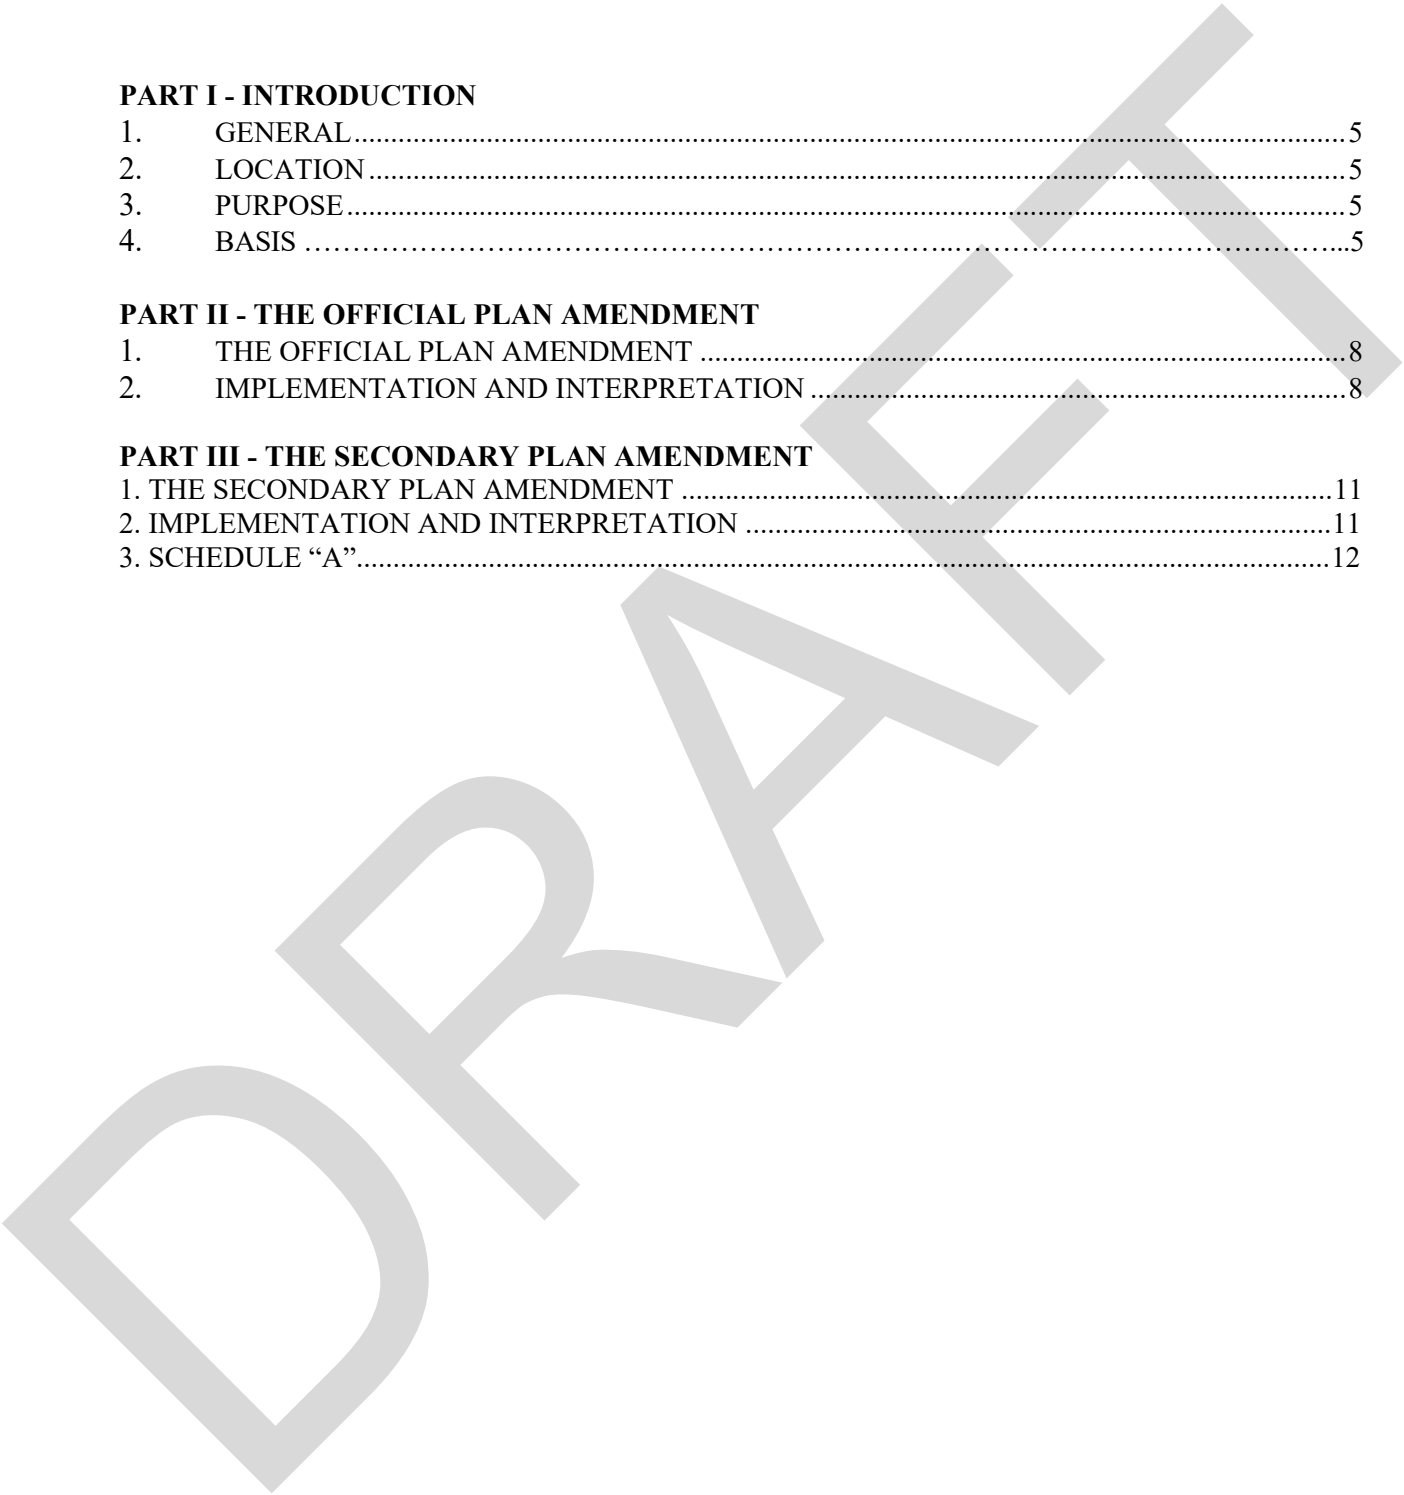 PART I - INTRODUCTION
1. GENERAL.......................................................................................................................................5
2. LOCATION.....................................................................................................................................5
3. PURPOSE........................................................................................................................................5
4. BASIS …………………………………………………………...…………………………………...5
PART II - THE OFFICIAL PLAN AMENDMENT
1. THE OFFICIAL PLAN AMENDMENT ........................................................................................8
2. IMPLEMENTATION AND INTERPRETATION .........................................................................8
PART III - THE SECONDARY PLAN AMENDMENT
1. THE SECONDARY PLAN AMENDMENT .........................................................................................11
2. IMPLEMENTATION AND INTERPRETATION ................................................................................11
3. SCHEDULE “A”.....................................................................................................................................12
DRAFT